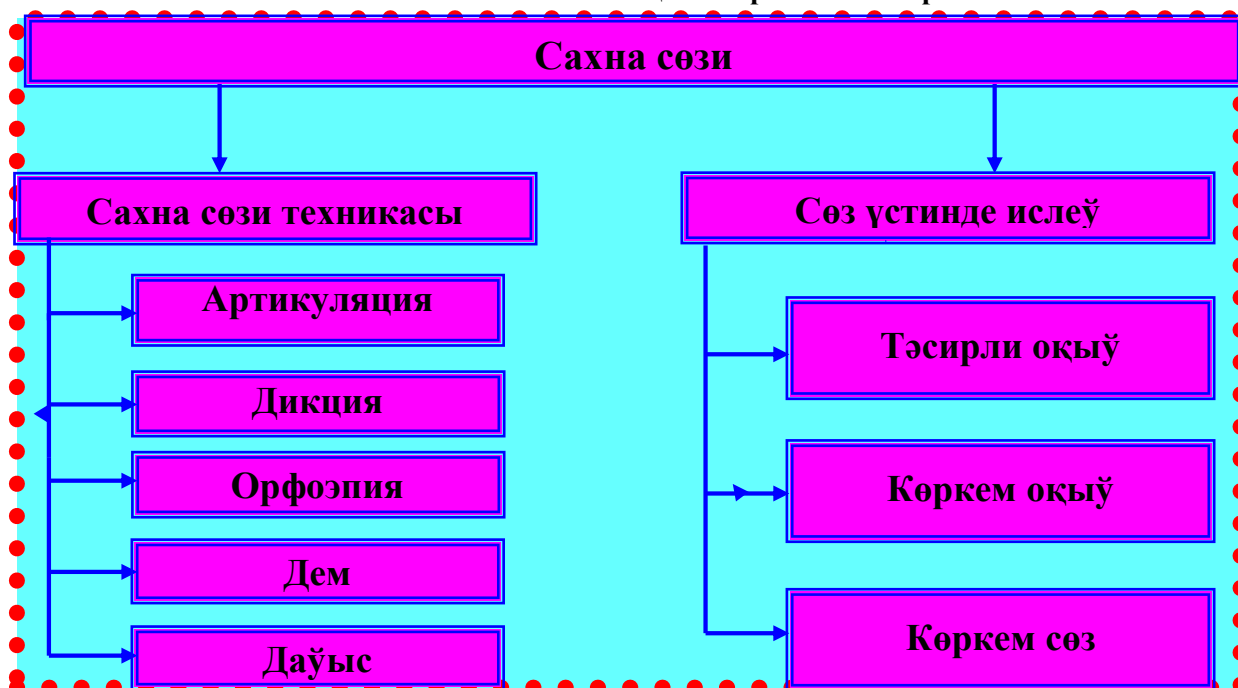 Сахна сөзи
Сахна сөзи техникасы
Артикуляция
Дикция
Орфоэпия
Дем
Даўыс
Сөз үстинде ислеў
Тәсирли оқыў
Көркем оқыў
Көркем сөз